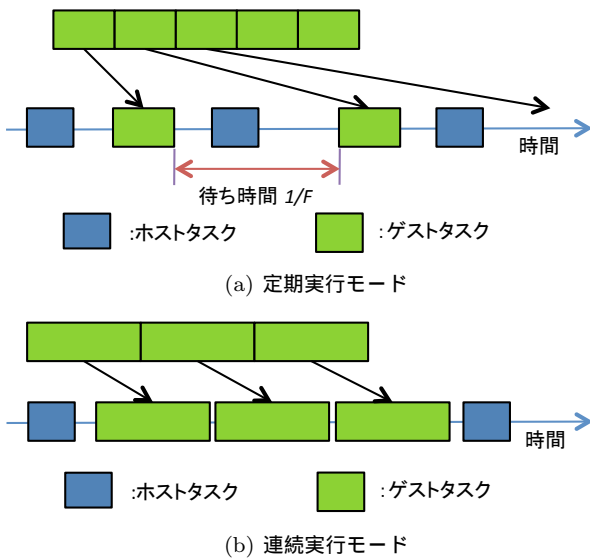 時間
待ち時間 1/F
:ホストタスク
:ゲストタスク
(a) 定期実行モード
時間
:ホストタスク
:ゲストタスク
(b) 連続実行モード